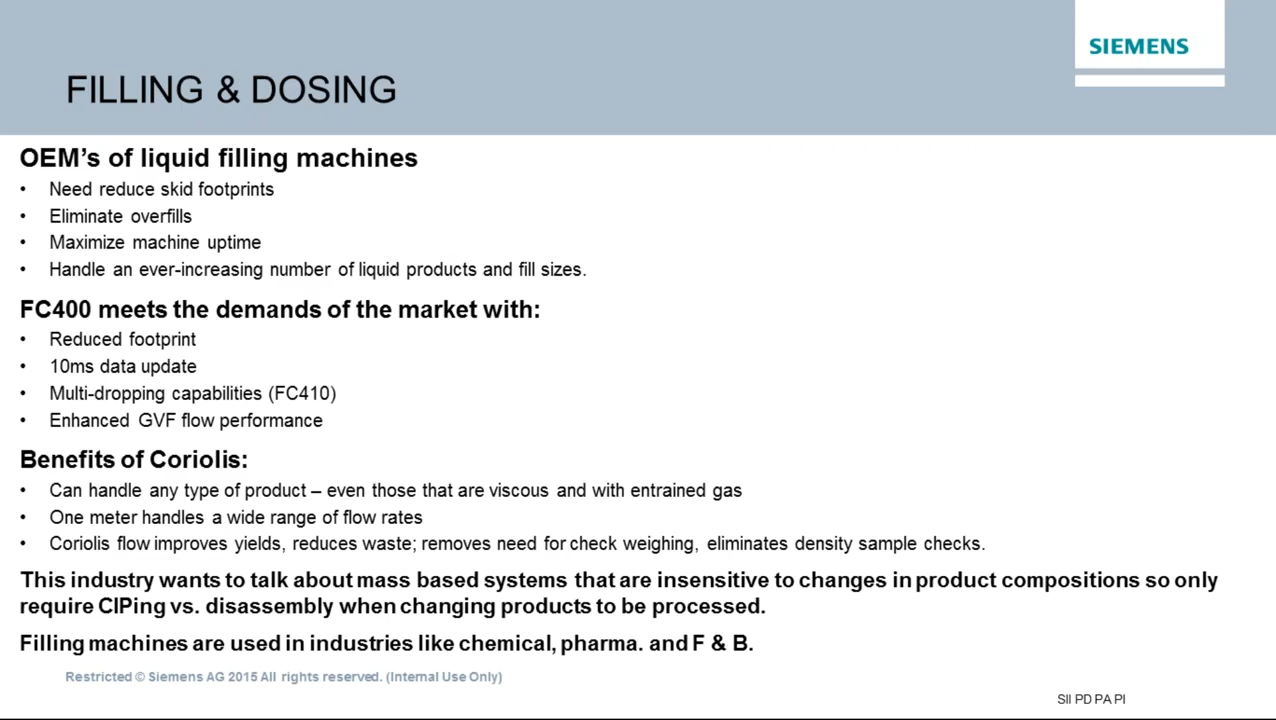 SIEMENS
FILLING & DOSING
OEM's of liquid filling machines
• Need reduce skid footprints
• Eliminate overfills
• Maximize machine uptime
• Handle an ever-increasing number of liquid products and fill sizes.
FC400 meets the demands of the market with:
• Reduced footprint
• 10ms data update
• Multi-dropping capabilities (FC410)
• Enhanced GVF flow performance
Benefits of Coriolis:
• Can handle any type of product – even those that are viscous and with entrained gas
• One meter handles a wide range of flow rates
• Coriolis flow improves yields, reduces waste; removes need for check weighing, eliminates density sample checks.
This industry wants to talk about mass based systems that are insensitive to changes in product compositions so only
require CIPing vs. disassembly when changing products to be processed.
Filling machines are used in industries like chemical, pharma. and F & B.
Restricted © Siemens AG 2015 All rights reserved. (Internal Use Only)
SII PD PA PI